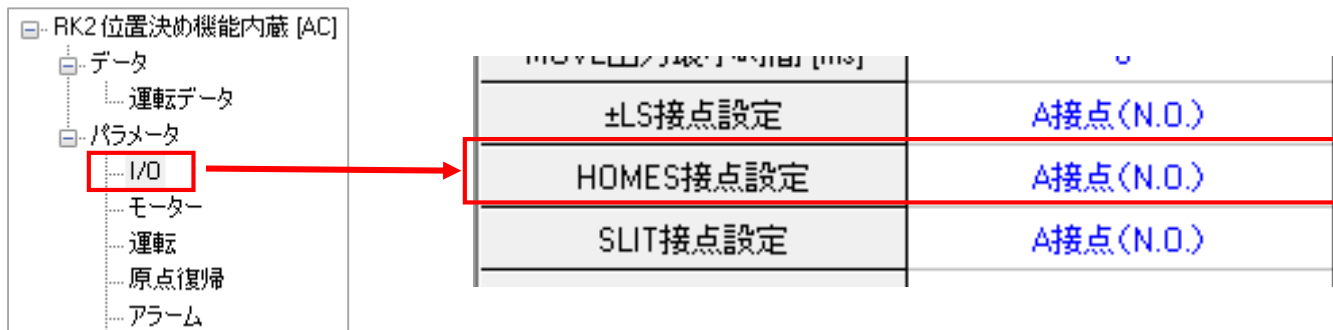 RK2位置決め機能内蔵 [AC]
データ
運転データ
パラメータ
I/O
モーター
運転
原点復帰
アラーム
±LS接点設定 A接点(N.O.)
HOMES接点設定 A接点(N.O.)
SLIT接点設定 A接点(N.O.)